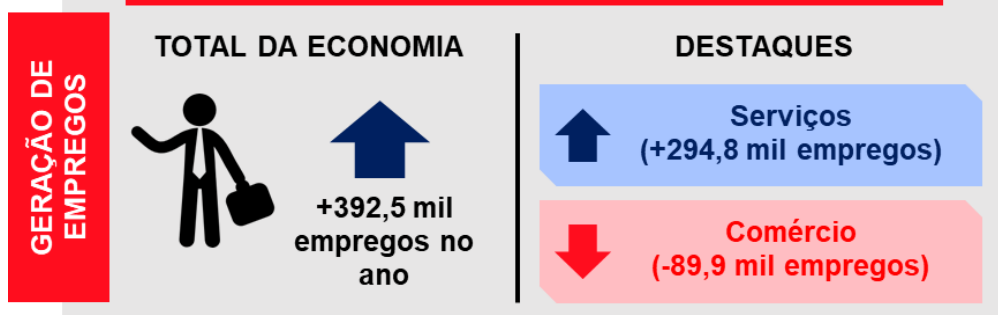 GERAÇÃO DE
EMPREGOS
TOTAL DA ECONOMIA
+392,5 mil
empregos no
ano
DESTAQUES
Serviços
(+294,8 mil empregos)
Comércio
(-89,9 mil empregos)